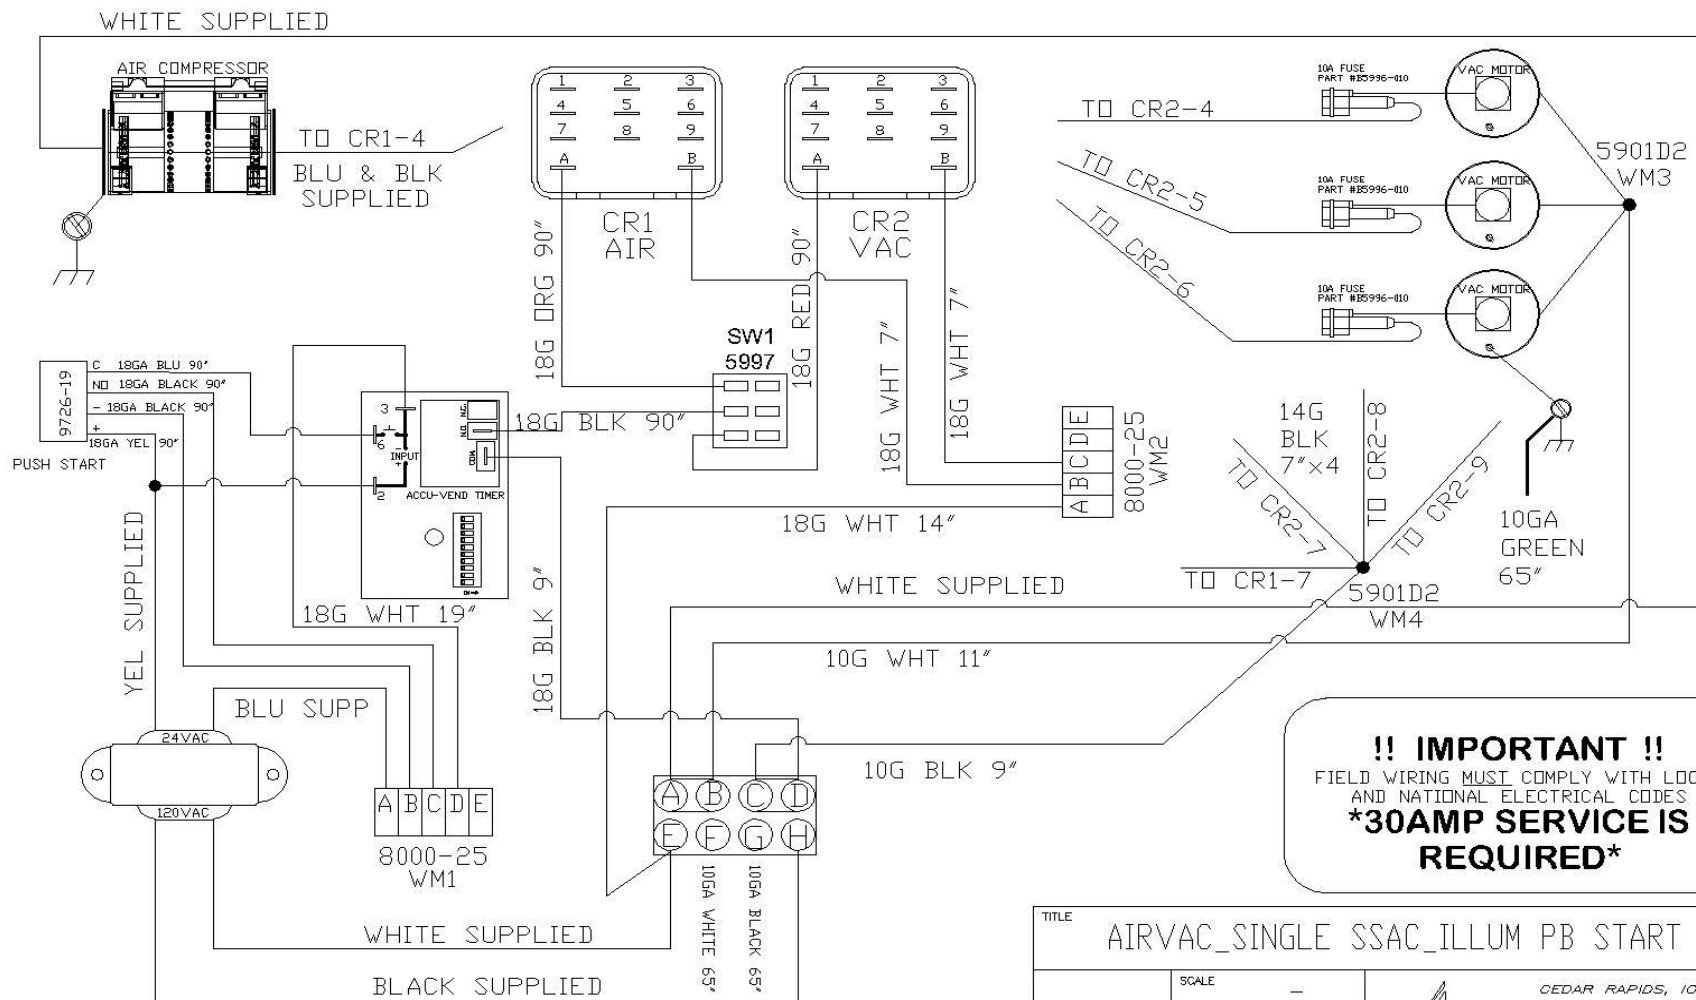 WHITE SUPPLIED
AIR COMPRESSOR
TO CR1-4
BLU & BLK
SUPPLIED
1 2 3
4 5 6
7 8 9
A B
CR1
AIR
1 2 3
4 5 6
7 8 9
A B
CR2
VAC
TO CR2-4
TO CR2-5
TO CR2-6
10A FUSE
PART #B5996-010
VAC MOTOR
10A FUSE
PART #B5996-010
VAC MOTOR
10A FUSE
PART #B5996-010
VAC MOTOR
5901D2
WM3
18G ORG 90"
18G RED 90"
18G WHT 7"
18G WHT 7"
SW1
5997
9726-19
C 18GA BLU 90"
NO 18GA BLACK 90"
- 18GA BLACK 90"
+
18GA YEL 90"
PUSH START
3
6
INPUT
-
+
2
N.C.
N.O.
COM
ACCU-VEND TIMER
18G BLK 90"
A B C D E
8000-25
WM2
18G WHT 14"
14G
BLK
7"x4
TO CR2-7
TO CR2-8
TO CR2-9
TO CR1-7
5901D2
WM4
10GA
GREEN
65"
YEL SUPPLIED
18G WHT 19"
18G BLK 9"
WHITE SUPPLIED
10G WHT 11"
BLU SUPP
24VAC
120VAC
A B C D E
8000-25
WM1
10G BLK 9"
A B C D
E F G H
10GA WHITE 65"
10GA BLACK 65"
WHITE SUPPLIED
BLACK SUPPLIED
!! IMPORTANT !!
FIELD WIRING MUST COMPLY WITH LOC
AND NATIONAL ELECTRICAL CODES
*30AMP SERVICE IS
REQUIRED*
TITLE
AIRVAC_SINGLE SSAC_ILLUM PB START
SCALE
–
CEDAR RAPIDS, IO